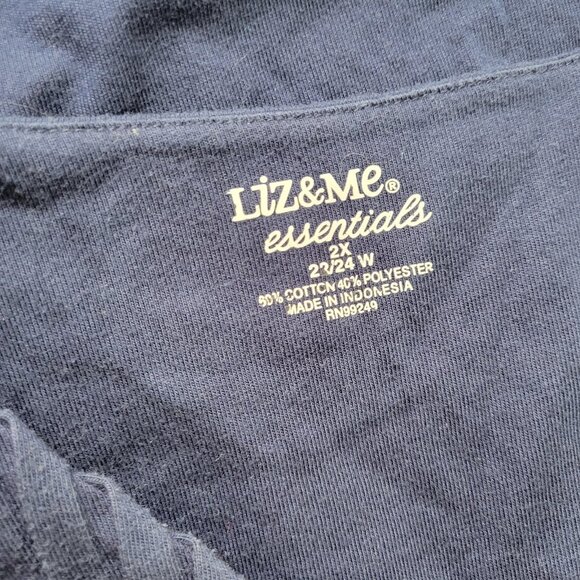 Liz&Me®
essentials
2X
22/24 W
60% COTTON 40% POLYESTER
MADE IN INDONESIA
RN99249